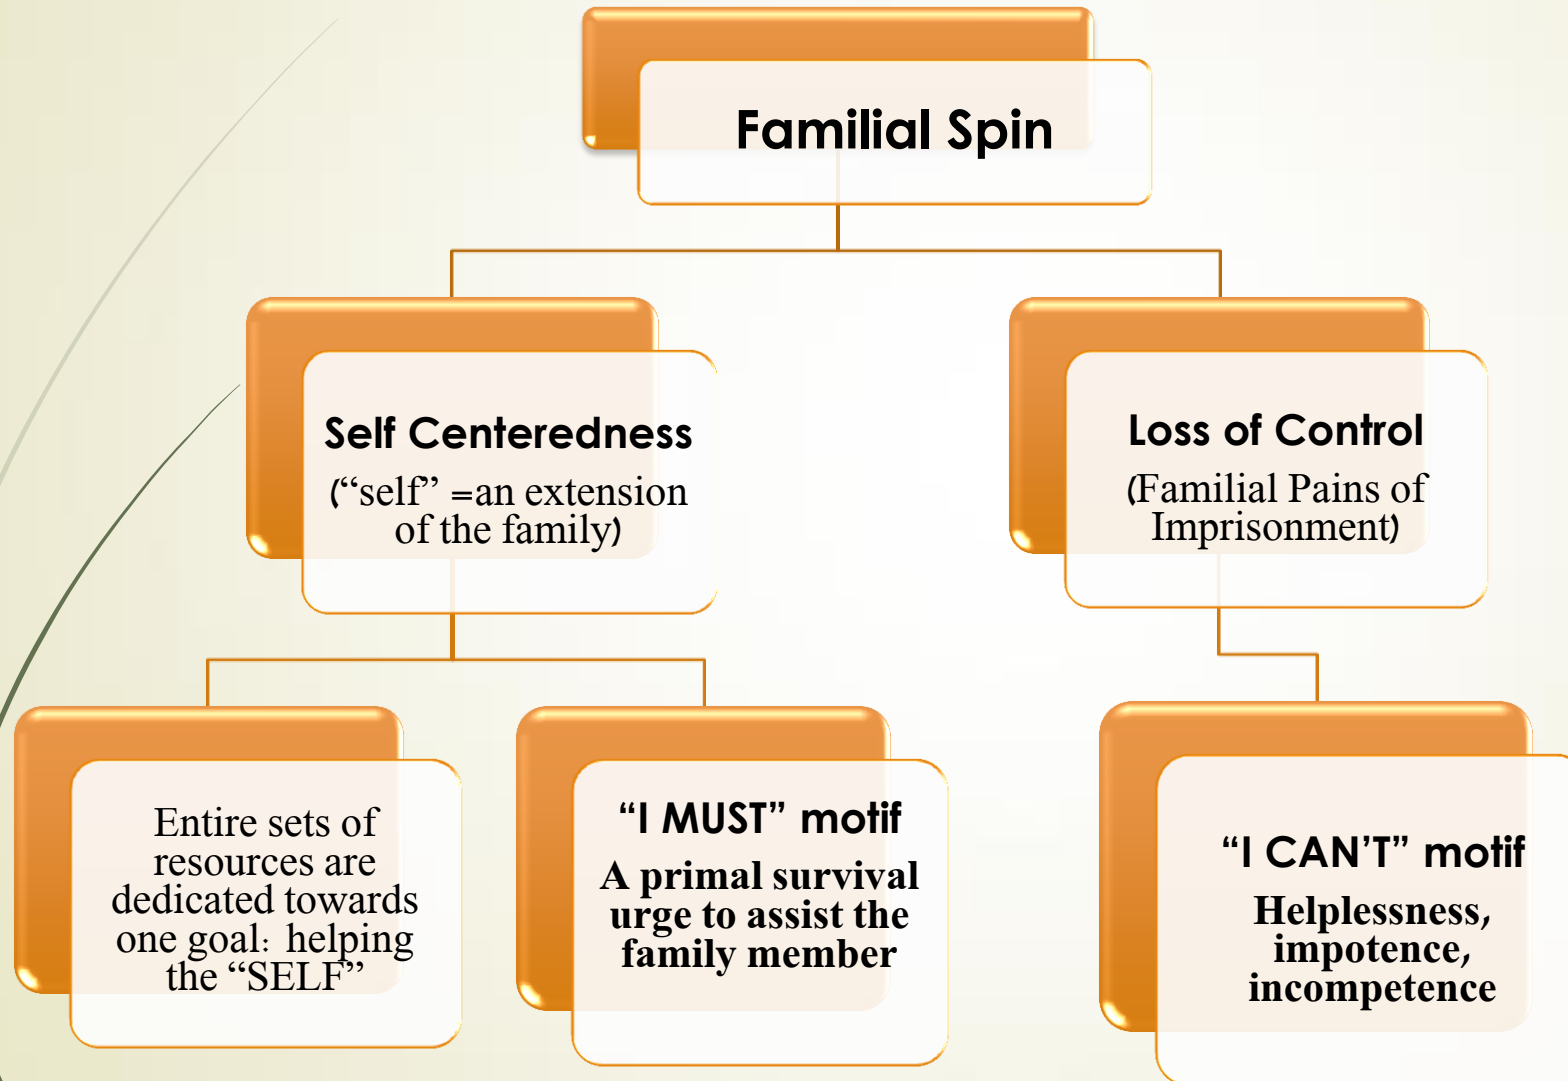 Familial Spin
Self Centeredness
(“self” =an extension
of the family)
Loss of Control
(Familial Pains of
Imprisonment)
Entire sets of
resources are
dedicated towards
one goal: helping
the “SELF”
“I MUST” motif
A primal survival
urge to assist the
family member
“I CAN’T” motif
Helplessness,
impotence,
incompetence